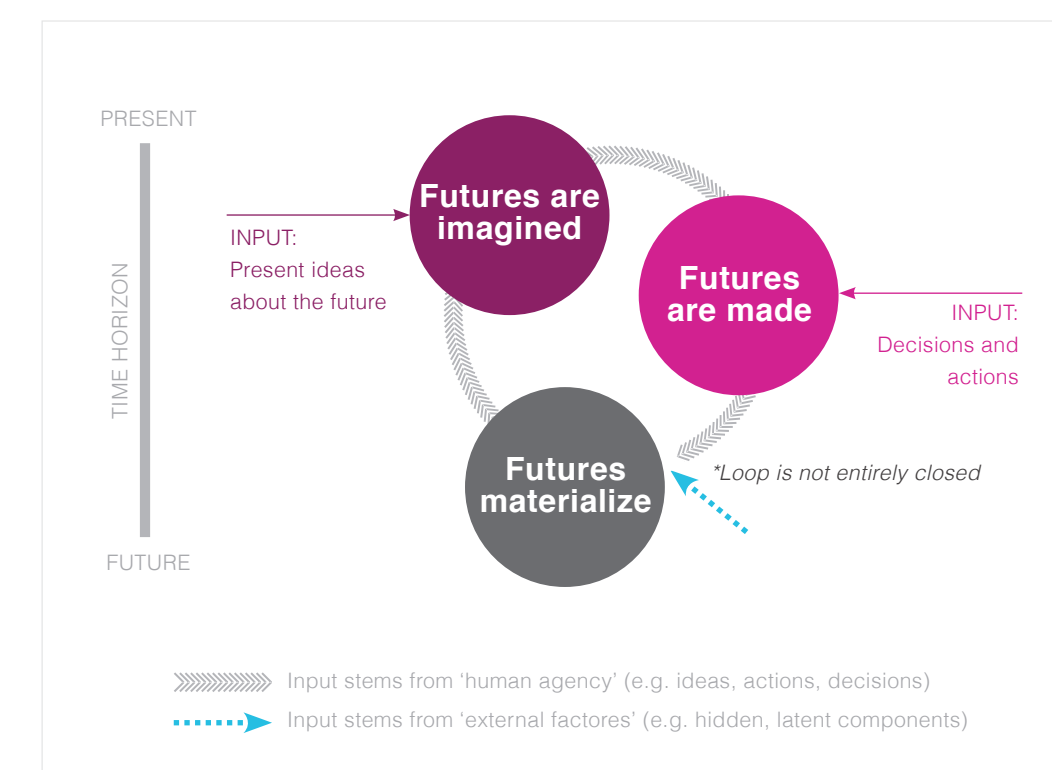 PRESENT
TIME HORIZON
FUTURE
Futures are
imagined
INPUT:
Present ideas
about the future
Futures
are made
INPUT:
Decisions and
actions
Futures
materialize
*Loop is not entirely closed
Input stems from ‘human agency’ (e.g. ideas, actions, decisions)
Input stems from ‘external factores’ (e.g. hidden, latent components)